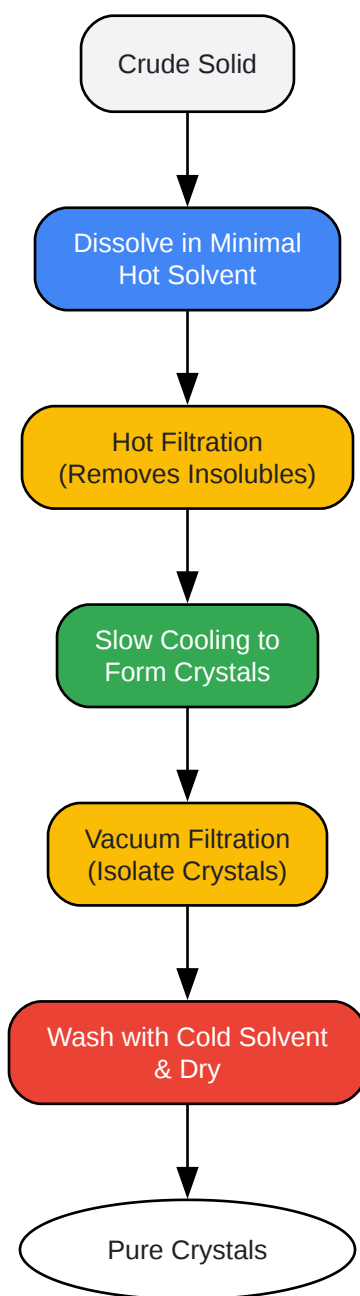 Crude Solid
Dissolve in Minimal
Hot Solvent
Hot Filtration
(Removes Insolubles)
Slow Cooling to
Form Crystals
Vacuum Filtration
(Isolate Crystals)
Wash with Cold Solvent
& Dry
Pure Crystals